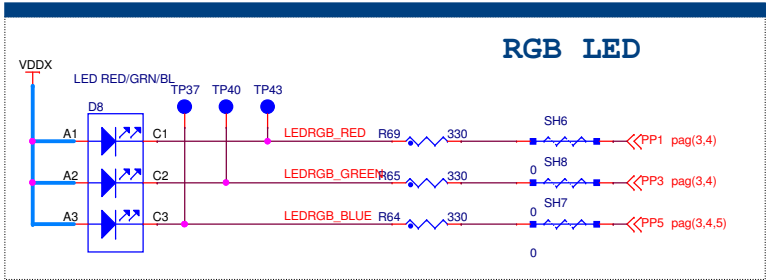 RGB LED
VDDX
LED RED/GRN/BL
TP37 TP40 TP43
D8
A1 C1 LEDRGB_RED R69 330 SH6 PP1 pag(3,4)
0
A2 C2 LEDRGB_GREEN R65 330 SH8 PP3 pag(3,4)
0
A3 C3 LEDRGB_BLUE R64 330 SH7 PP5 pag(3,4,5)
0